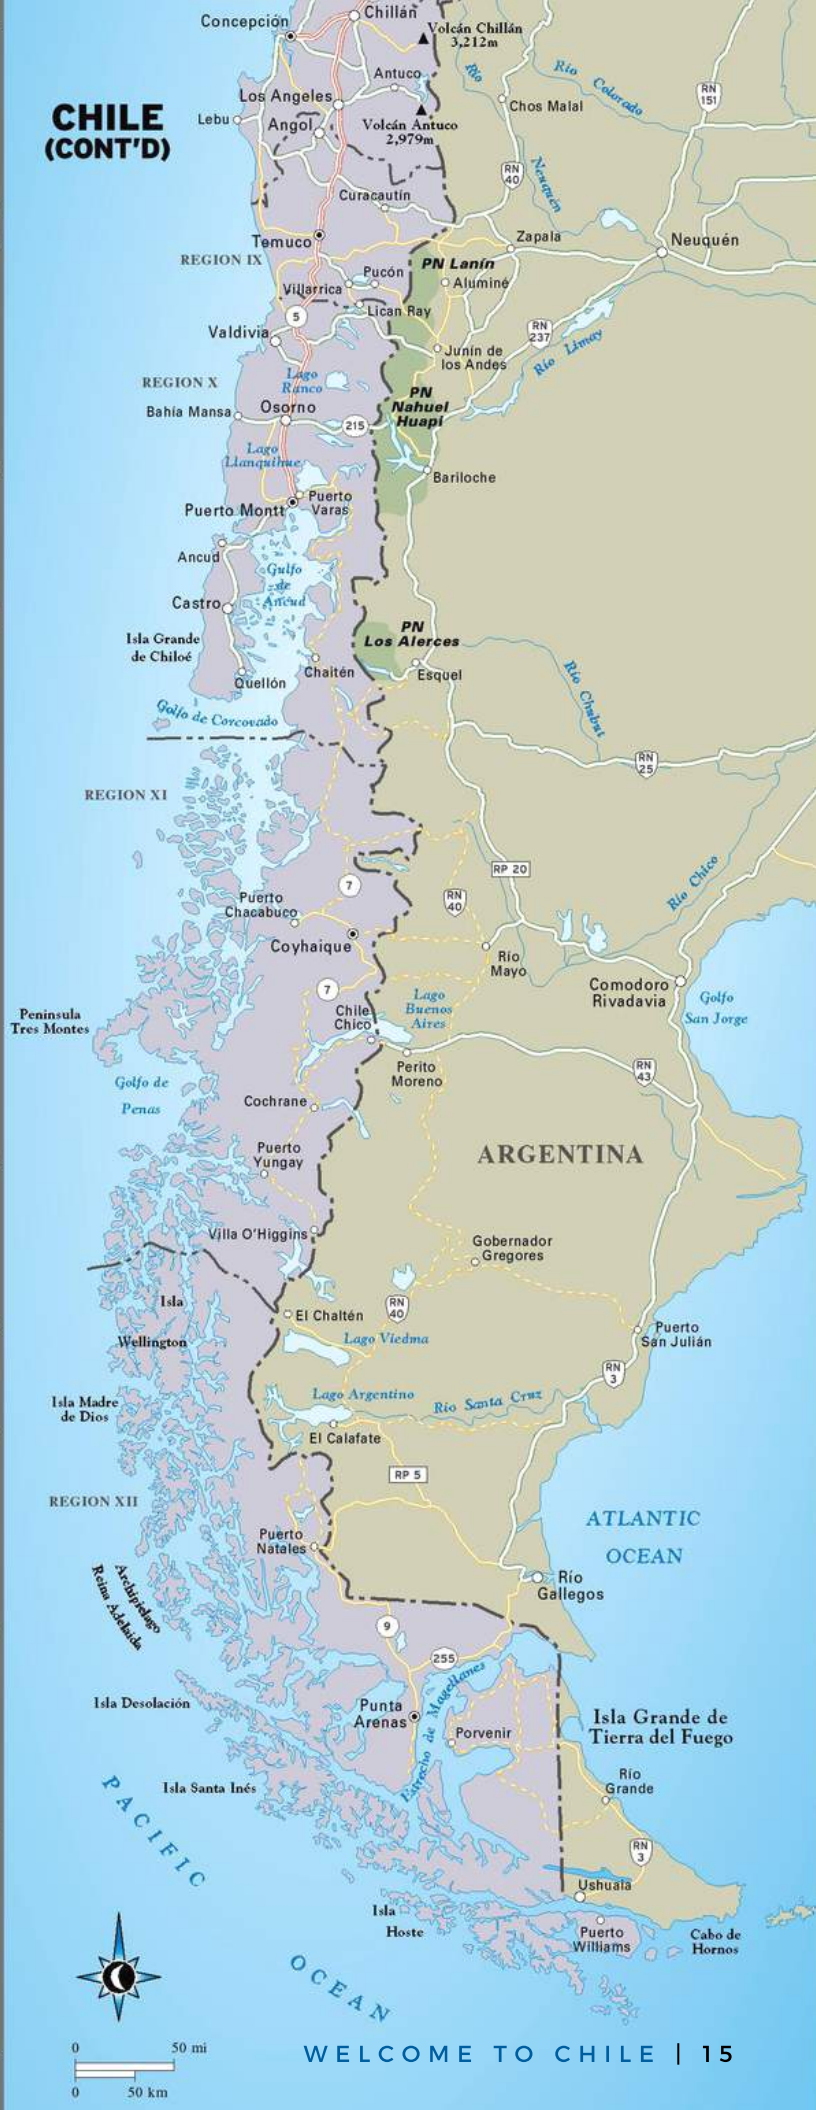 Concepción
Chillán
Volcán Chillán
3,212m
Río
Río Colorado
RN
151
Antuco
Los Angeles
Chos Malal
CHILE
(CONT'D)
Lebu
Angol
Volcán Antuco
2,979m
RN
40
Neuquén
Curacautín
Temuco
Zapala
Neuquén
REGION IX
PN Lanín
Pucón
Aluminé
Villarrica
Lican Ray
5
Valdivia
RN
237
Río Limay
Junín de
los Andes
Lago
Ranco
REGION X
PN
Nahuel
Huapi
Bahía Mansa
Osorno
215
Lago
Llanquihue
Bariloche
Puerto
Varas
Puerto Montt
Ancud
Gulfo
de
Ancud
Castro
PN
Los Alerces
Isla Grande
de Chiloé
Chaitén
Esquel
Quellón
Río Chubut
Golfo de Corcovado
RN
25
REGION XI
RP 20
7
RN
40
Río Chico
Puerto
Chacabuco
Coyhaique
Río
Mayo
7
Comodoro
Rivadavia
Golfo
San Jorge
Lago
Buenos
Aires
Chile
Chico
Peninsula
Tres Montes
Perito
Moreno
RN
43
Golfo de
Penas
Cochrane
Puerto
Yungay
ARGENTINA
Villa O'Higgins
Gobernador
Gregores
Isla
Wellington
RN
40
El Chaltén
Puerto
San Julián
Lago Viedma
RN
3
Lago Argentino
Río Santa Cruz
Isla Madre
de Dios
El Calafate
RP 5
REGION XII
ATLANTIC
OCEAN
Puerto
Natales
Archipielago
Reina Adelaida
Río
Gallegos
9
255
Estrecho de Magellanes
Isla Desolación
Punta
Arenas
Isla Grande de
Tierra del Fuego
Porvenir
Río
Grande
Isla Santa Inés
PACIFIC
OCEAN
RN
3
Ushuala
Isla
Hoste
Puerto
Williams
Cabo de
Hornos
0 50 mi
0 50 km
WELCOME TO CHILE | 15